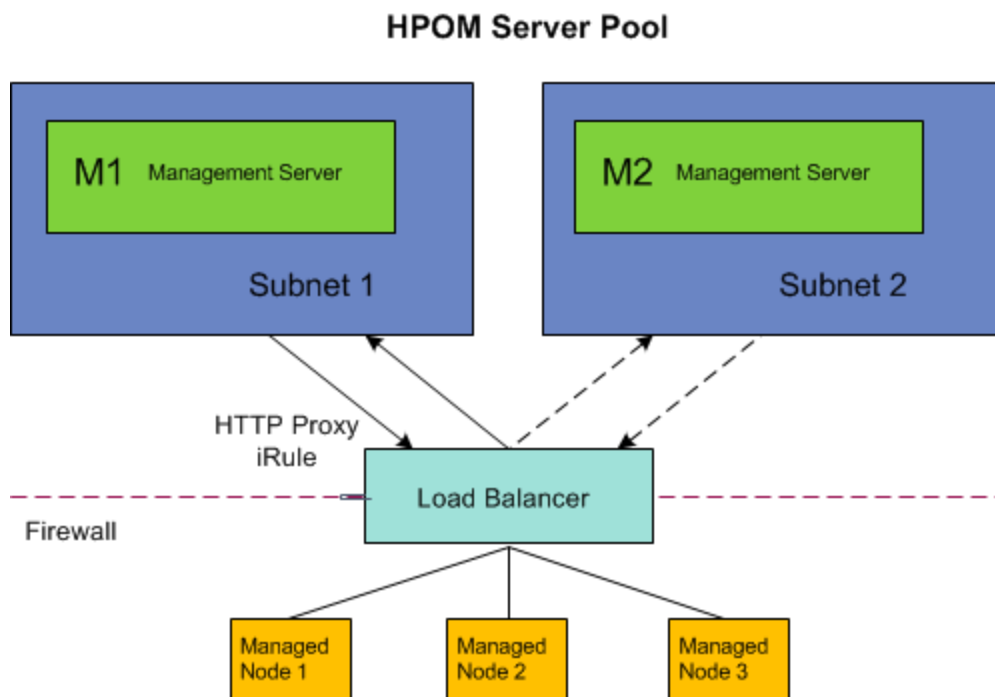 HPOM Server Pool
M1 Management Server
M2 Management Server
Subnet 1
Subnet 2
HTTP Proxy
iRule
Load Balancer
Firewall
Managed
Node 1
Managed
Node 2
Managed
Node 3